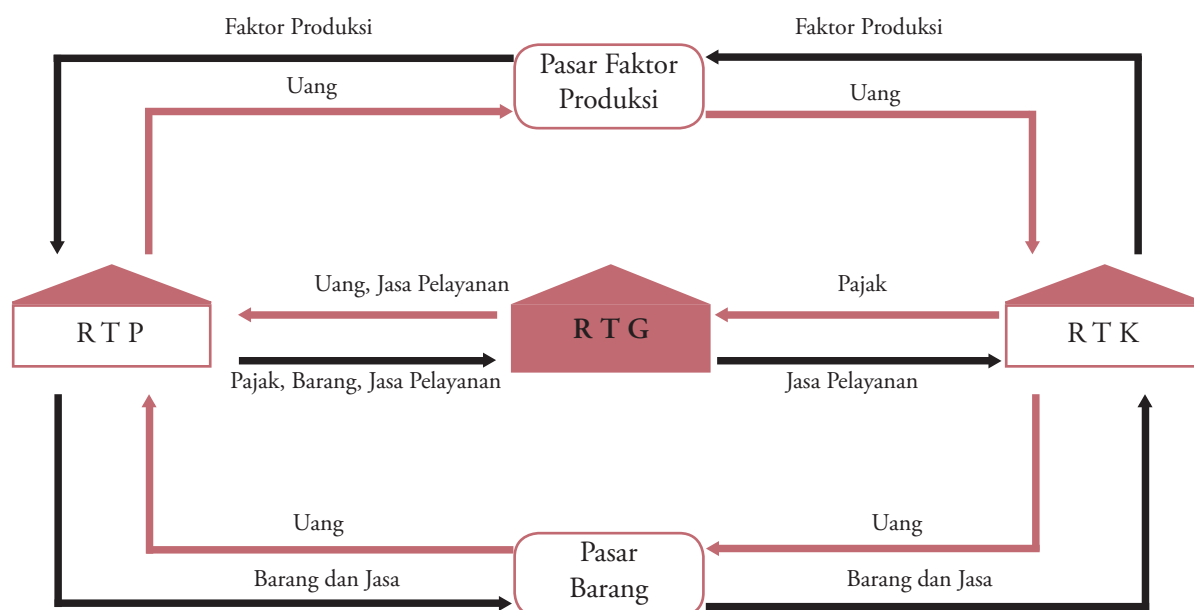 Faktor Produksi
Faktor Produksi
Pasar Faktor
Produksi
Uang
Uang
Uang, Jasa Pelayanan
Pajak
R T P
R T G
R T K
Pajak, Barang, Jasa Pelayanan
Jasa Pelayanan
Uang
Uang
Pasar
Barang
Barang dan Jasa
Barang dan Jasa